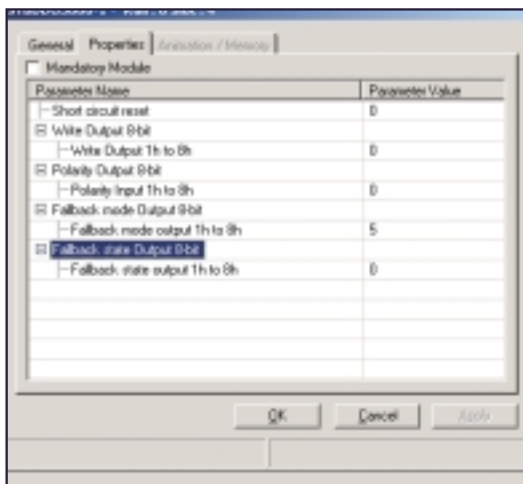 General Properties Animation / Memory
Mandatory Module
Parameter Name Parameter Value
Short circuit reset 0
Write Output 8-bit
Write Output 1h to 8h 0
Polarity Output 8-bit
Polarity Input 1h to 8h 0
Fallback mode Output 8-bit
Fallback mode output 1h to 8h 5
Fallback state Output 8-bit
Fallback state output 1h to 8h 0
OK Cancel Apply